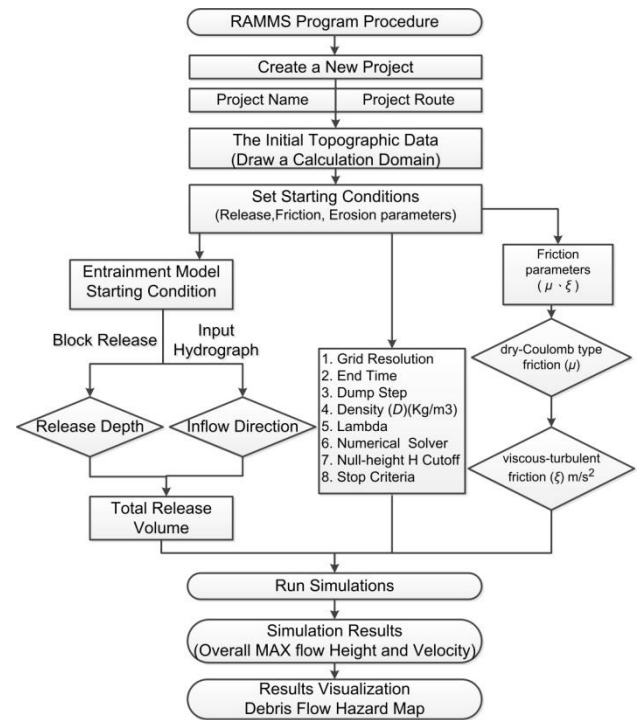 RAMMS Program Procedure
Create a New Project
Project Name
Project Route
The Initial Topographic Data
(Draw a Calculation Domain)
Set Starting Conditions
(Release,Friction, Erosion parameters)
Entrainment Model
Starting Condition
Block Release
Input
Hydrograph
Release Depth
Inflow Direction
Total Release
Volume
1. Grid Resolution
2. End Time
3. Dump Step
4. Density (D)(Kg/m3)
5. Lambda
6. Numerical Solver
7. Null-height H Cutoff
8. Stop Criteria
Friction
parameters
( μ 、ξ )
dry-Coulomb type
friction (μ)
viscous-turbulent
friction (ξ) m/s²
Run Simulations
Simulation Results
(Overall MAX flow Height and Velocity)
Results Visualization
Debris Flow Hazard Map